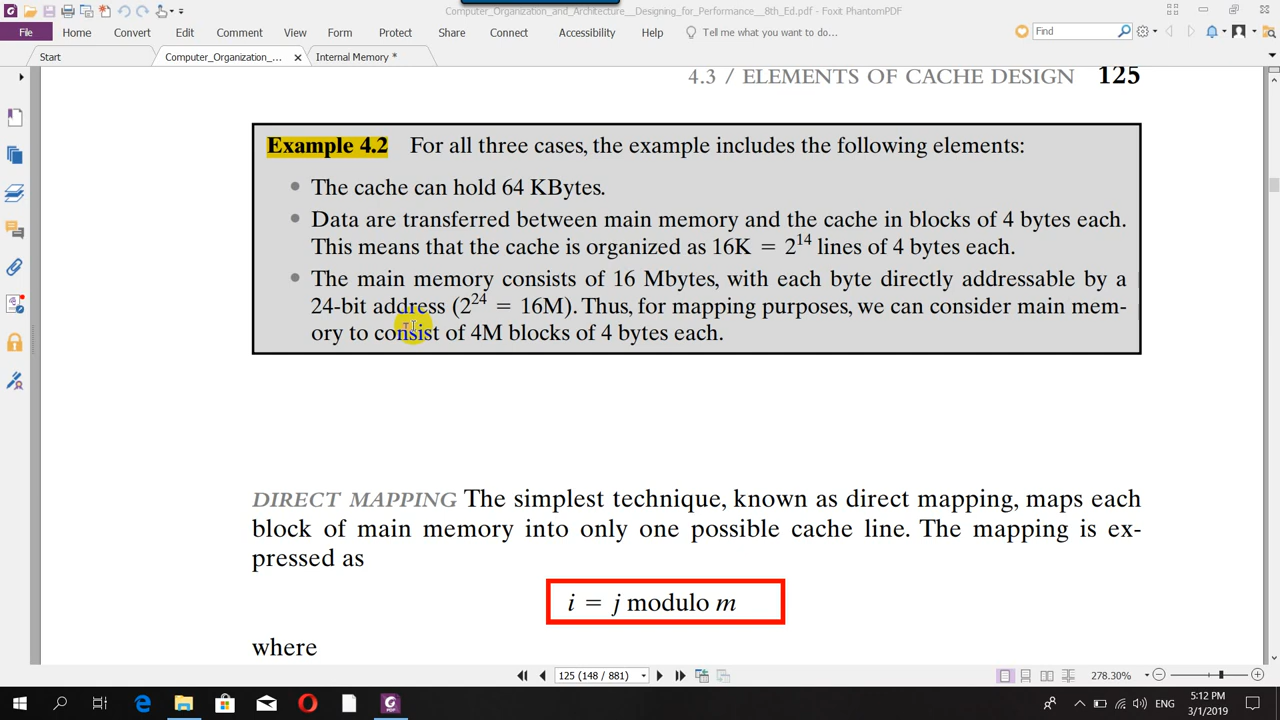 Computer_Organization_and_Architecture__Designing_for_Performance__8th_Ed.pdf - Foxit PhantomPDF
File Home Convert Edit Comment View Form Protect Share Connect Accessibility Help Tell me what you want to do... Find
Start Computer_Organization_... Internal Memory *
4.3 / ELEMENTS OF CACHE DESIGN 125
Example 4.2 For all three cases, the example includes the following elements:
• The cache can hold 64 KBytes.
• Data are transferred between main memory and the cache in blocks of 4 bytes each.
This means that the cache is organized as 16K = 2¹⁴ lines of 4 bytes each.
• The main memory consists of 16 Mbytes, with each byte directly addressable by a
24-bit address (2²⁴ = 16M). Thus, for mapping purposes, we can consider main mem-
ory to consist of 4M blocks of 4 bytes each.
DIRECT MAPPING The simplest technique, known as direct mapping, maps each
block of main memory into only one possible cache line. The mapping is ex-
pressed as
i = j modulo m
where
125 (148 / 881) 278.30%
5:12 PM
ENG
3/1/2019